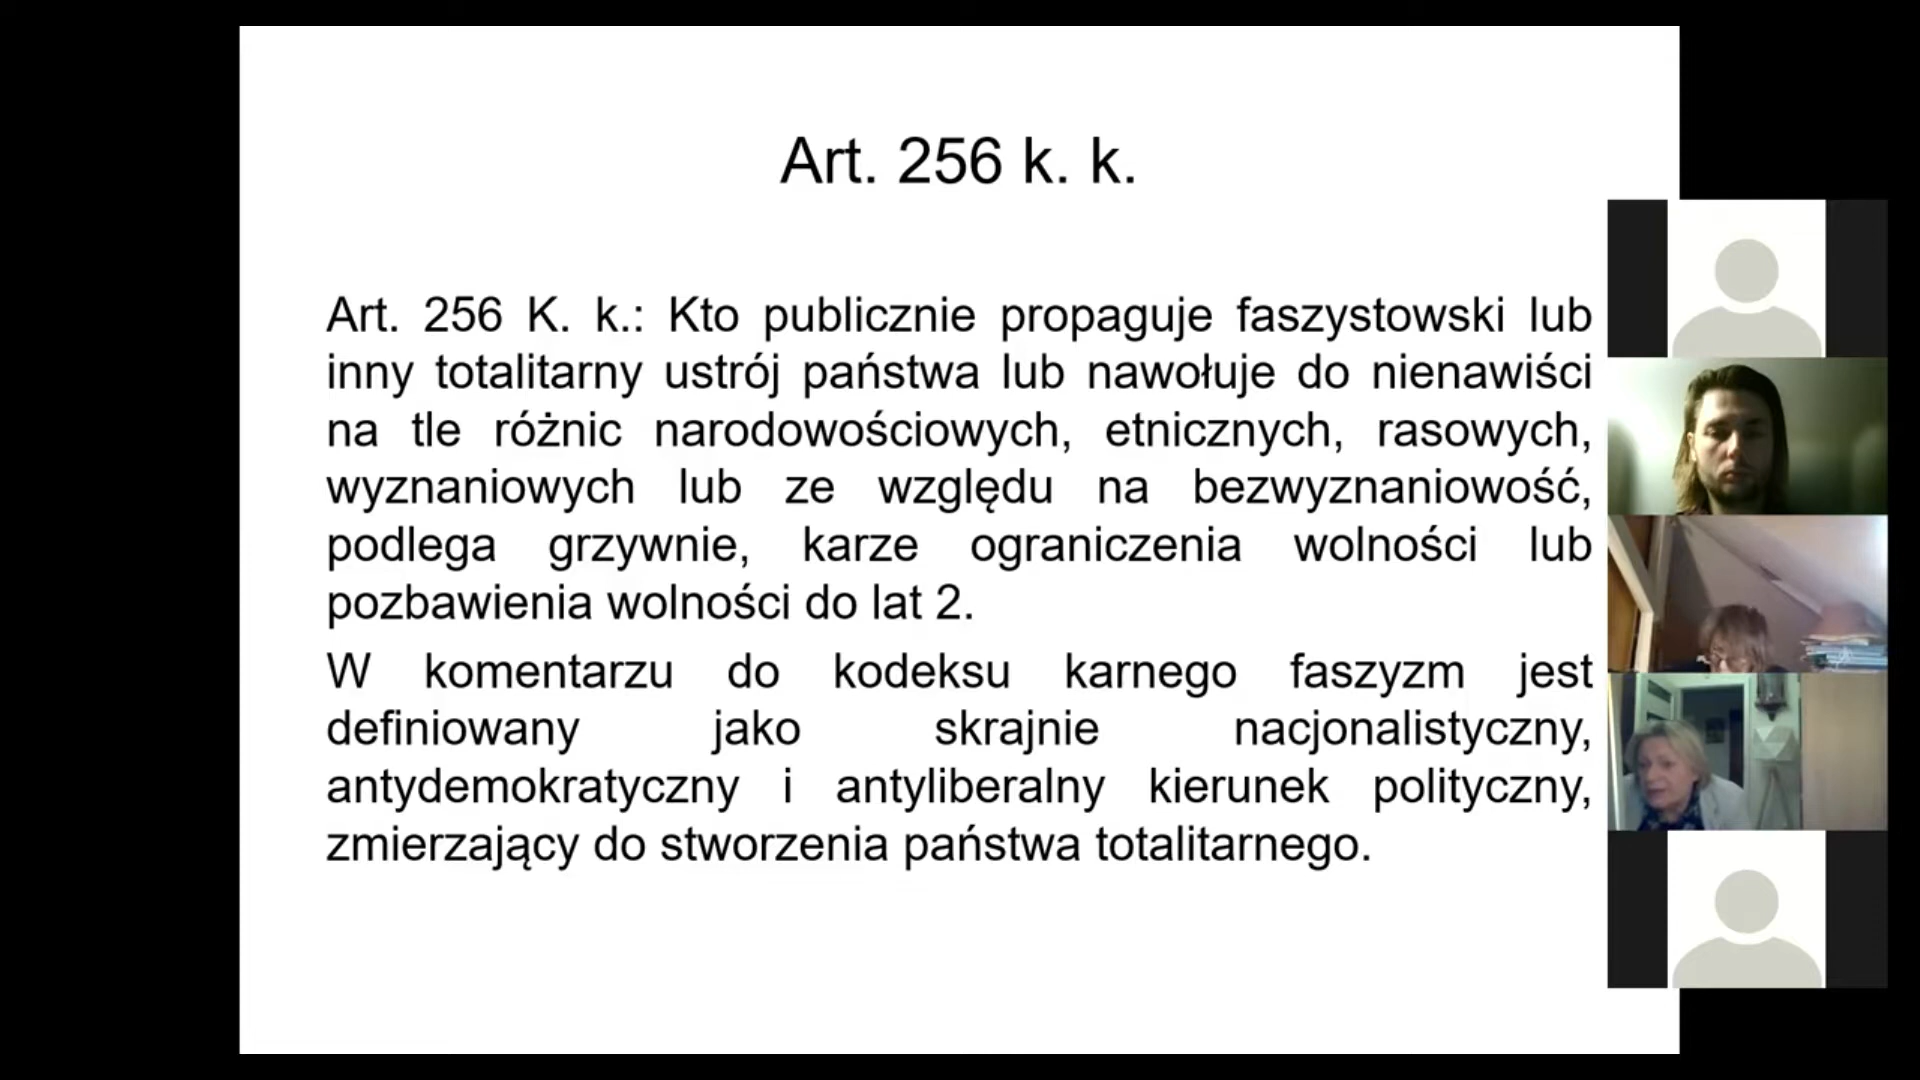 Art. 256 k. k.
Art. 256 K. k.: Kto publicznie propaguje faszystowski lub
inny totalitarny ustrój państwa lub nawołuje do nienawiści
na tle różnic narodowościowych, etnicznych, rasowych,
wyznaniowych lub ze względu na bezwyznaniowość,
podlega grzywnie, karze ograniczenia wolności lub
pozbawienia wolności do lat 2.
W komentarzu do kodeksu karnego faszyzm jest
definiowany jako skrajnie nacjonalistyczny,
antydemokratyczny i antyliberalny kierunek polityczny,
zmierzający do stworzenia państwa totalitarnego.